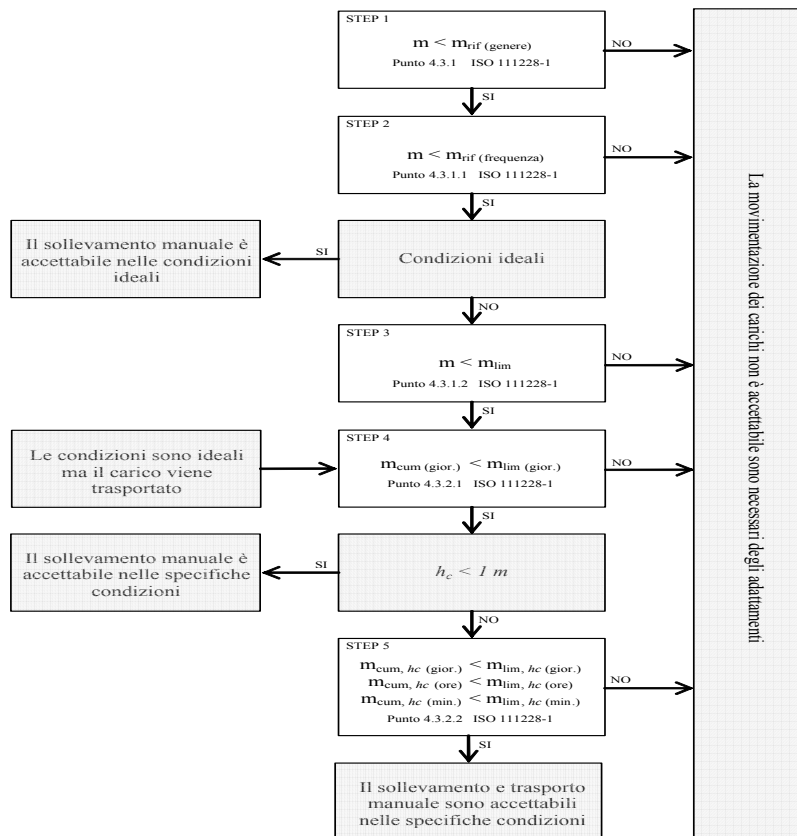 STEP 1
m < m rif (genere)
Punto 4.3.1 ISO 111228-1
NO
SI
STEP 2
m < m rif (frequenza)
Punto 4.3.1.1 ISO 111228-1
NO
SI
Il sollevamento manuale è
accettabile nelle condizioni
ideali
SI
Condizioni ideali
NO
STEP 3
m < m lim
Punto 4.3.1.2 ISO 111228-1
NO
SI
Le condizioni sono ideali
ma il carico viene
trasportato
STEP 4
m cum (gior.) < m lim (gior.)
Punto 4.3.2.1 ISO 111228-1
NO
SI
Il sollevamento manuale è
accettabile nelle specifiche
condizioni
SI
h c < 1 m
NO
STEP 5
m cum, hc (gior.) < m lim, hc (gior.)
m cum, hc (ore) < m lim, hc (ore)
m cum, hc (min.) < m lim, hc (min.)
Punto 4.3.2.2 ISO 111228-1
NO
SI
Il sollevamento e trasporto
manuale sono accettabili
nelle specifiche condizioni
La movimentazione dei carichi non è accettabile sono necessari degli adattamenti